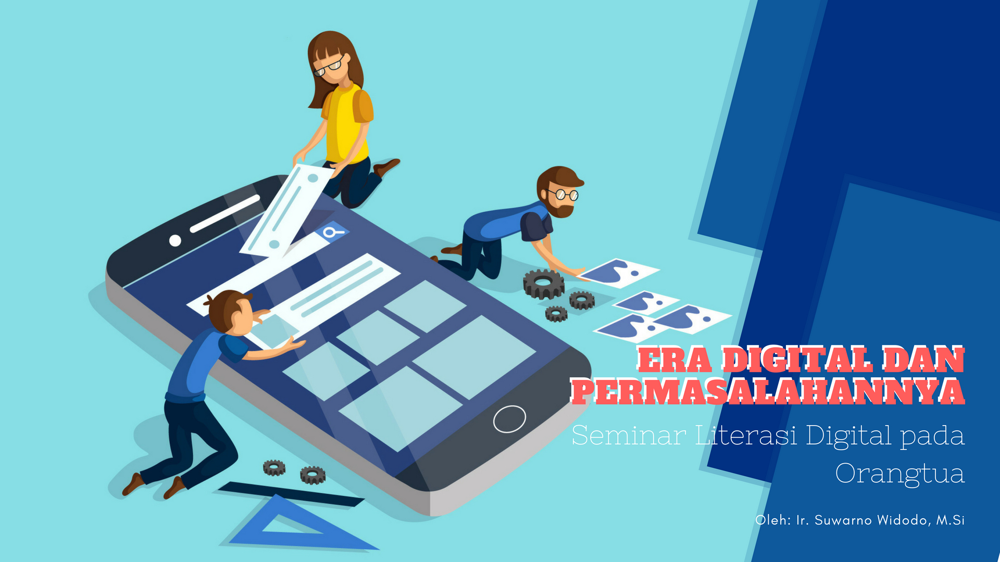 ERA DIGITAL DAN
PERMASALAHANNYA
Seminar Literasi Digital pada
Orangtua
Oleh: Ir. Suwarno Widodo, M.Si